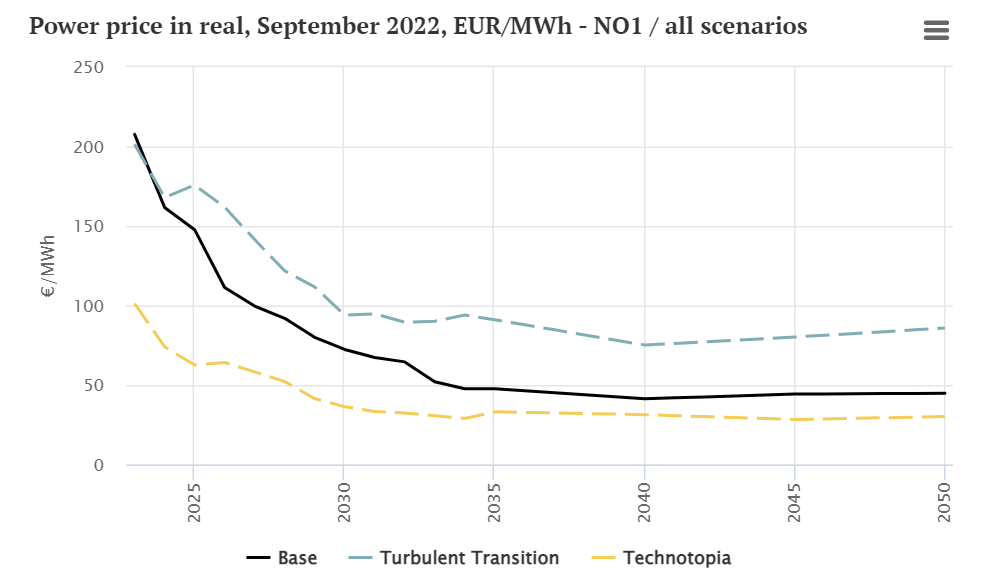 Power price in real, September 2022, EUR/MWh - NO1 / all scenarios
250
200
150
100
50
0
€/MWh
2025
2030
2035
2040
2045
2050
Base
Turbulent Transition
Technotopia